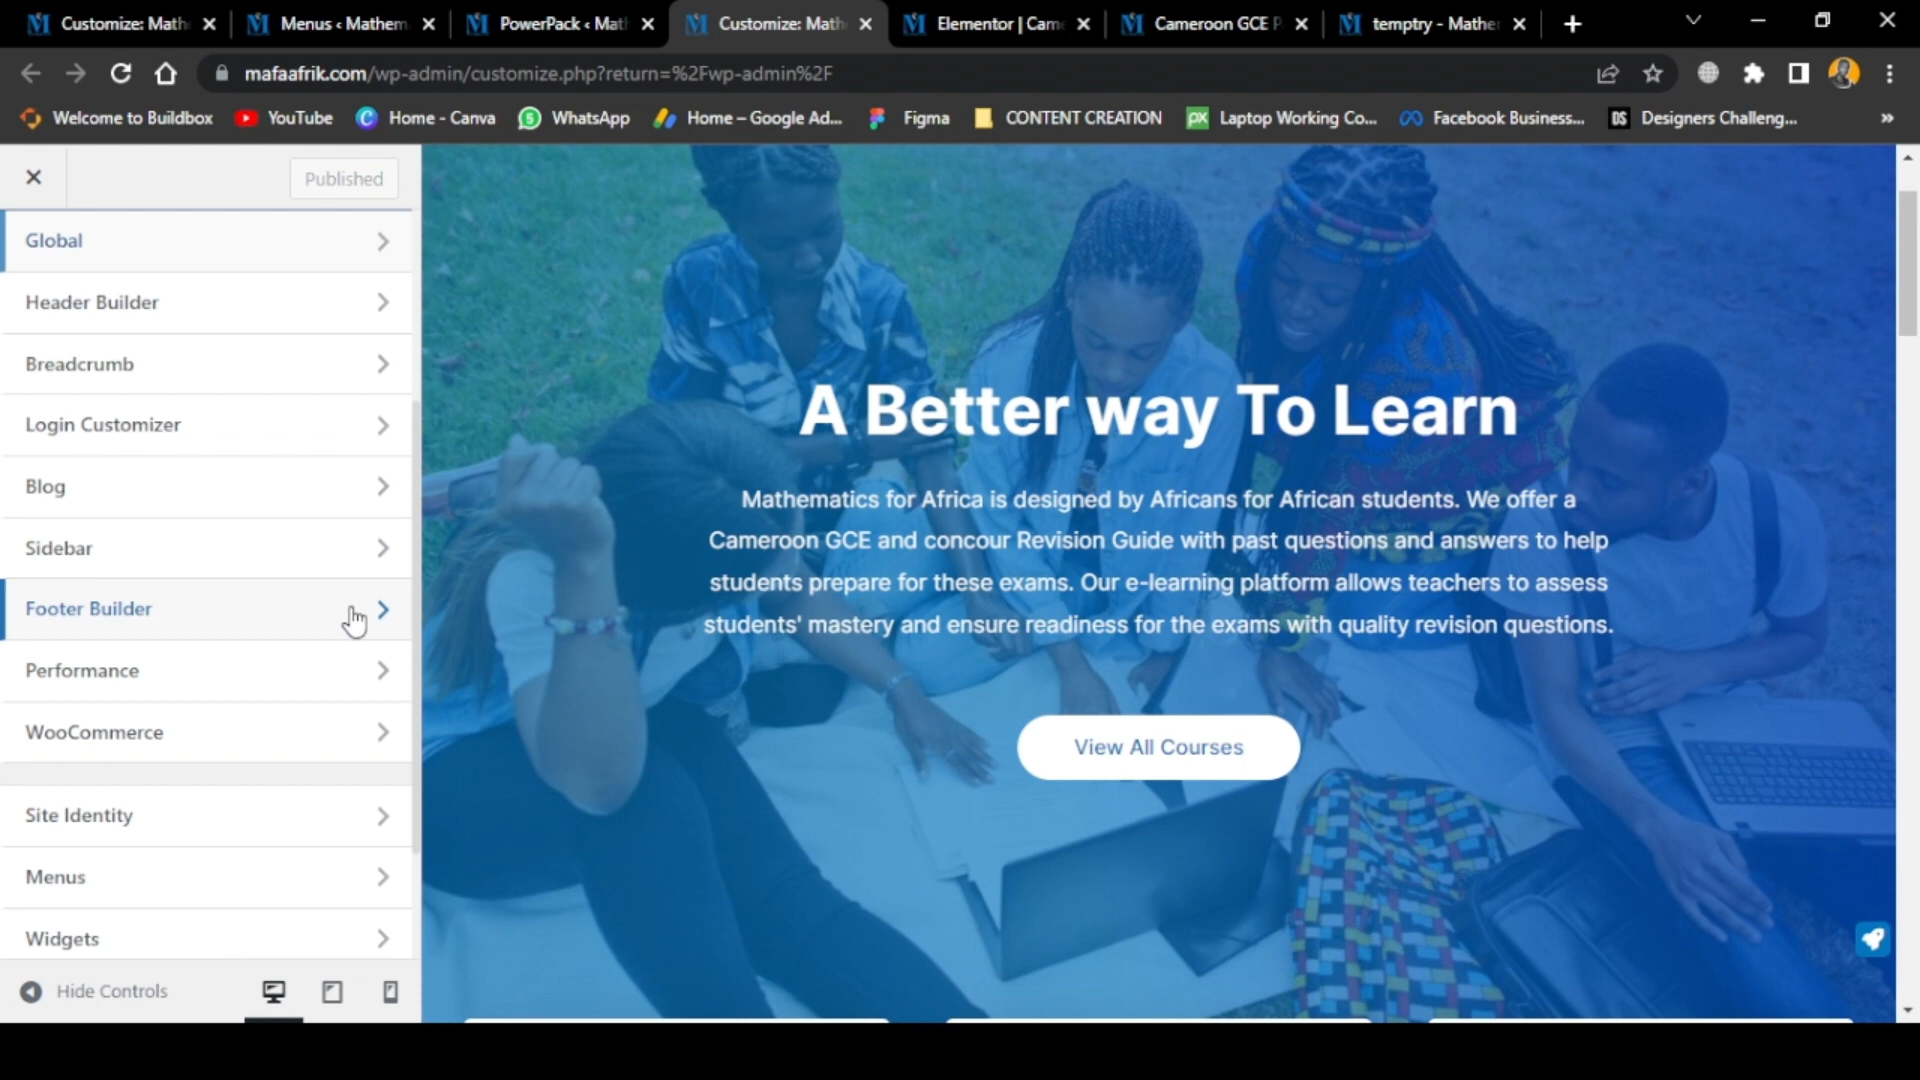 Customize: Math
Menus ‹ Mathem
PowerPack ‹ Mat
Customize: Math
Elementor | Cam
Cameroon GCE P
temptry - Mathe
mafaafrik.com/wp-admin/customize.php?return=%2Fwp-admin%2F
Welcome to Buildbox
YouTube
Home - Canva
WhatsApp
Home – Google Ad...
Figma
CONTENT CREATION
Laptop Working Co...
Facebook Business...
Designers Challeng...
Published
Global
Header Builder
Breadcrumb
Login Customizer
Blog
Sidebar
Footer Builder
Performance
WooCommerce
Site Identity
Menus
Widgets
Hide Controls
A Better way To Learn
Mathematics for Africa is designed by Africans for African students. We offer a
Cameroon GCE and concour Revision Guide with past questions and answers to help
students prepare for these exams. Our e-learning platform allows teachers to assess
students' mastery and ensure readiness for the exams with quality revision questions.
View All Courses